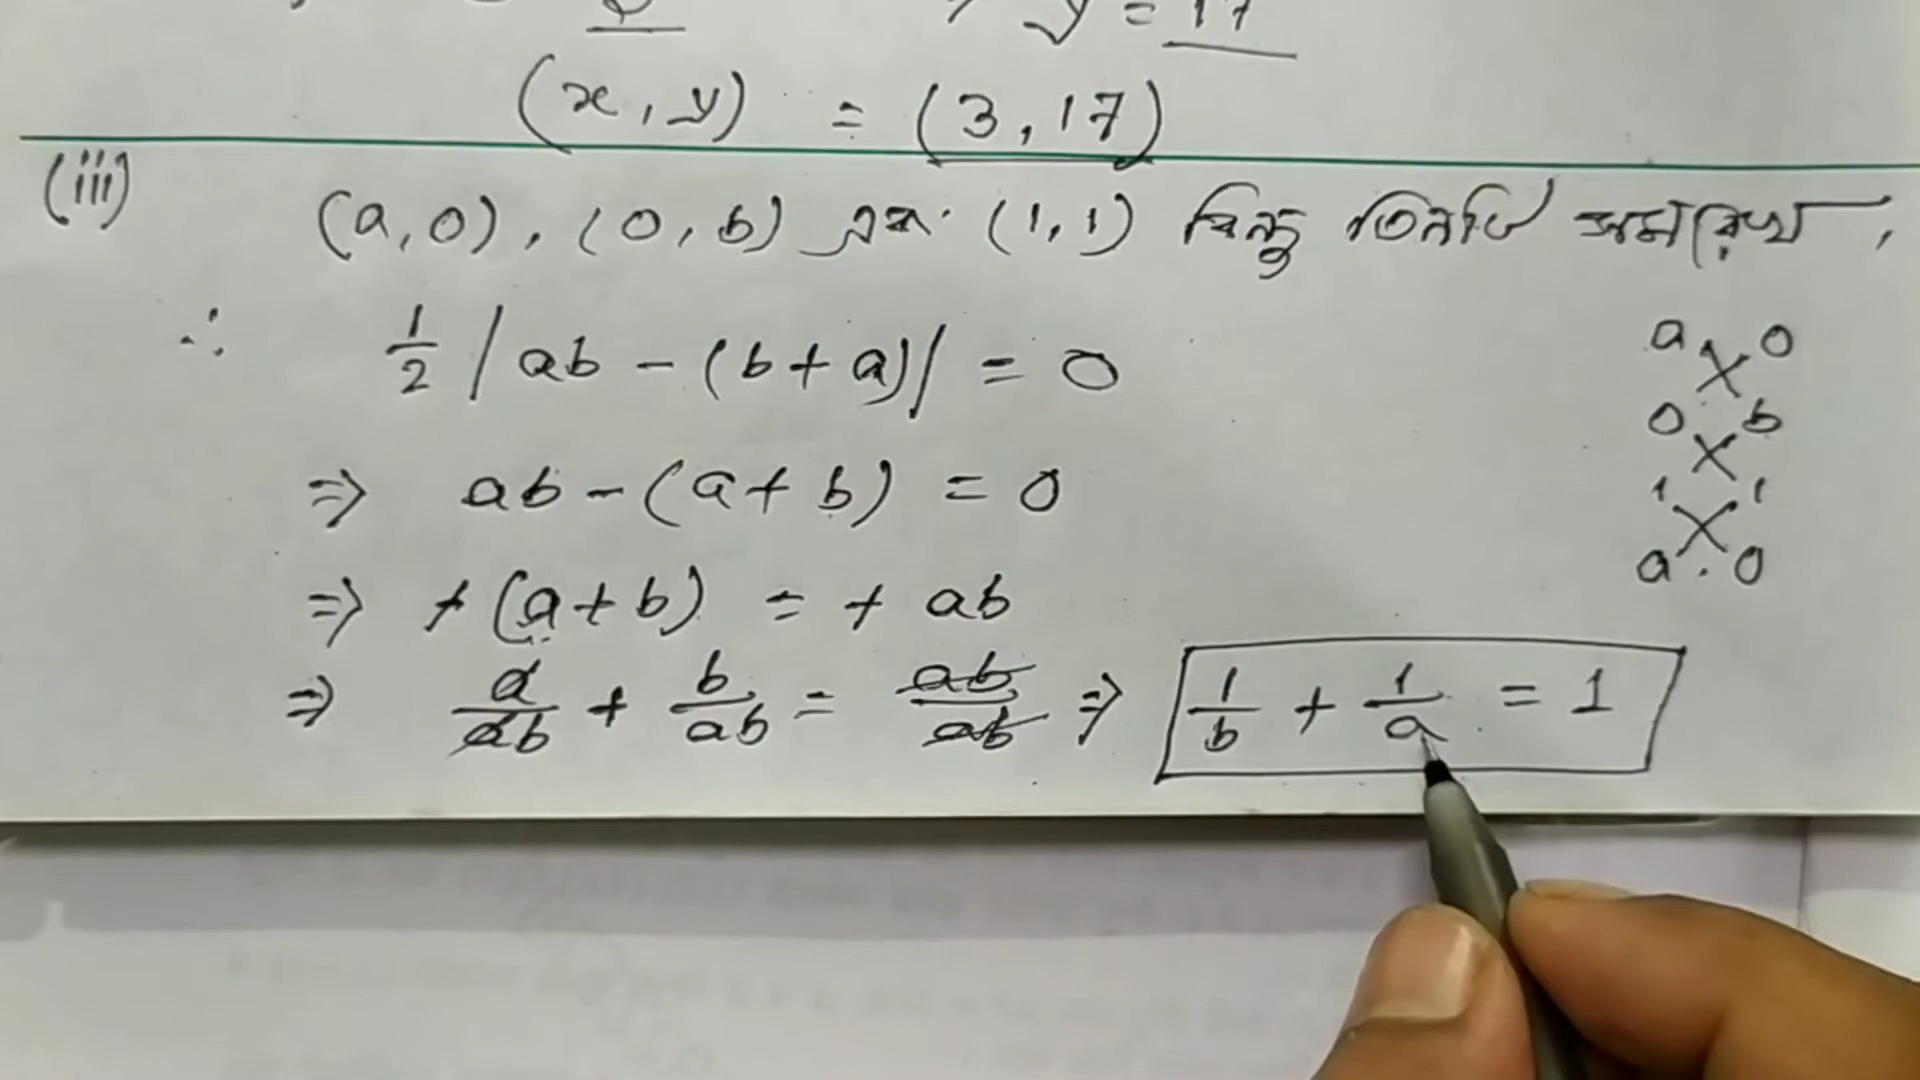 y = 17
(x, y) = (3, 17)
(iii) (a, 0), (0, b) এবং (1, 1) বিন্দু তিনটি সমরেখ,
∴ 1/2 |ab - (b + a)| = 0
a 0
0 b
1 1
a . 0
⇒ ab - (a + b) = 0
⇒ + (a + b) = + ab
⇒ a/ab + b/ab = ab/ab ⇒ 1/b + 1/a = 1